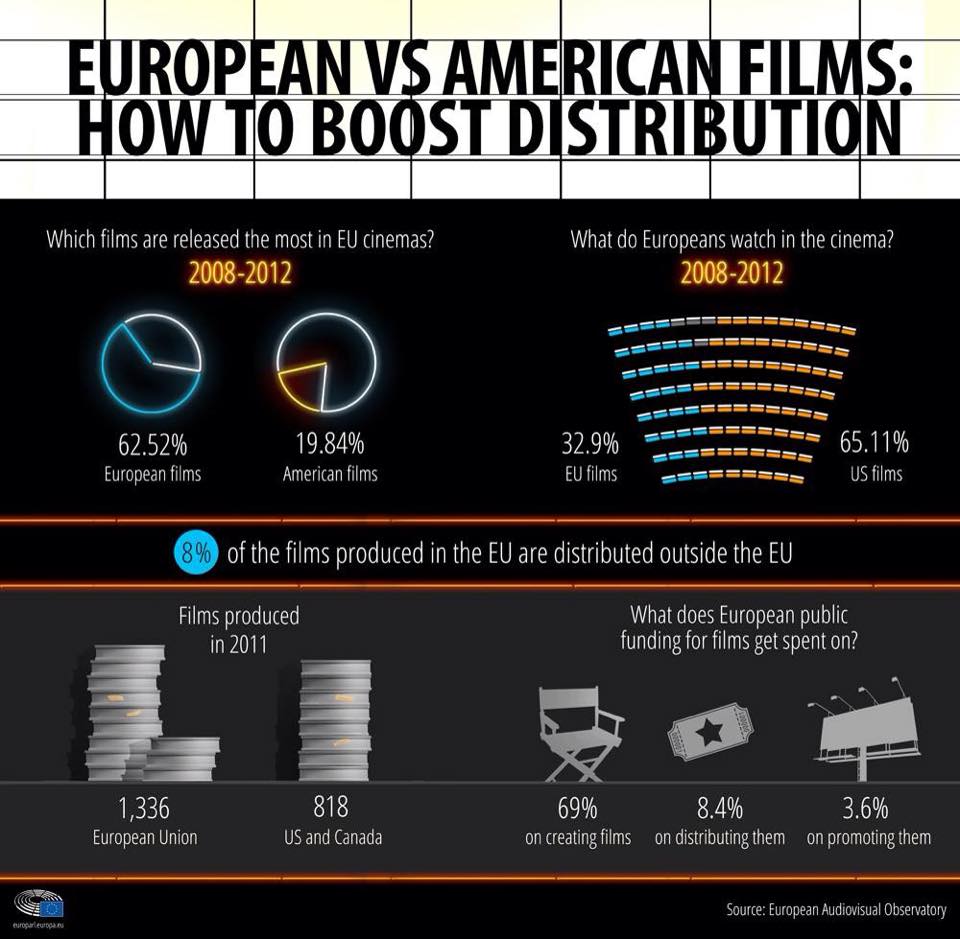 EUROPEAN VS AMERICAN FILMS:
HOW TO BOOST DISTRIBUTION
Which films are released the most in EU cinemas?
2008-2012
62.52%
European films
19.84%
American films
What do Europeans watch in the cinema?
2008-2012
32.9%
EU films
65.11%
US films
8% of the films produced in the EU are distributed outside the EU
Films produced
in 2011
1,336
European Union
818
US and Canada
What does European public
funding for films get spent on?
69%
on creating films
8.4%
on distributing them
3.6%
on promoting them
europarl.europa.eu
Source: European Audiovisual Observatory